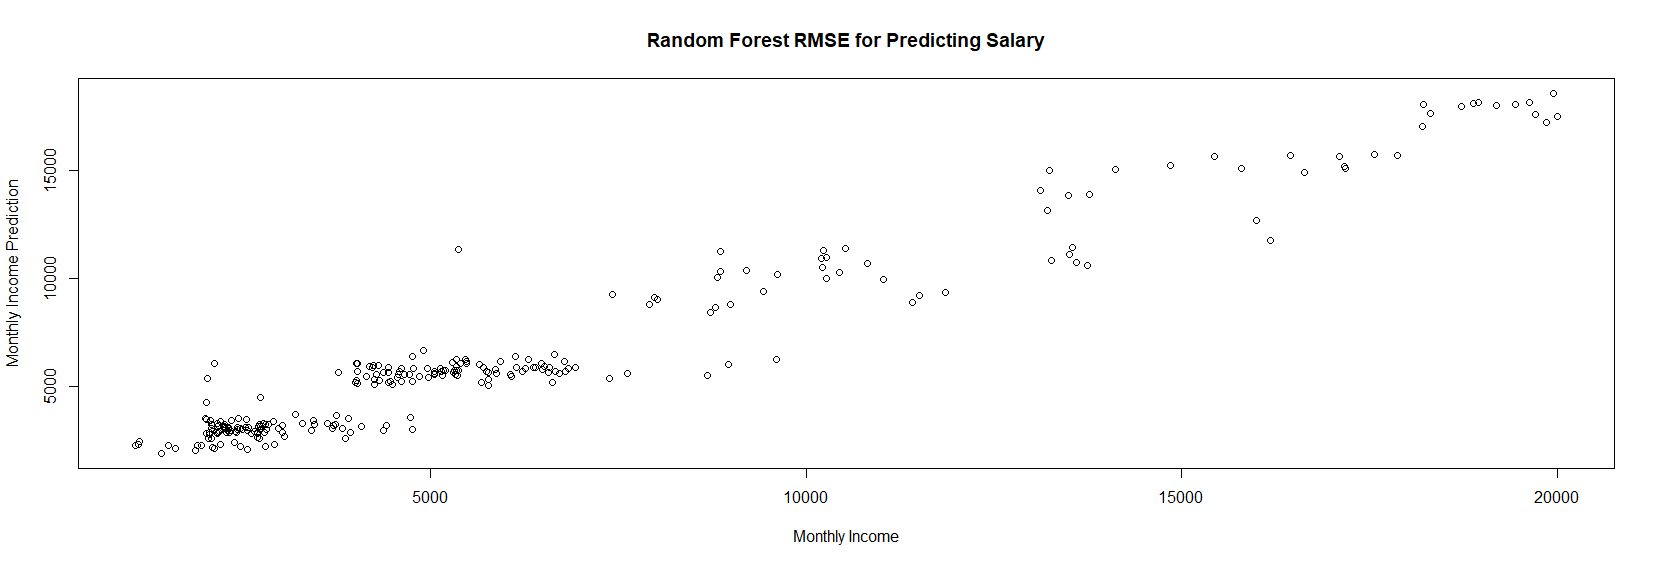 Random Forest RMSE for Predicting Salary
Monthly Income Prediction
15000
10000
5000
5000
10000
15000
20000
Monthly Income